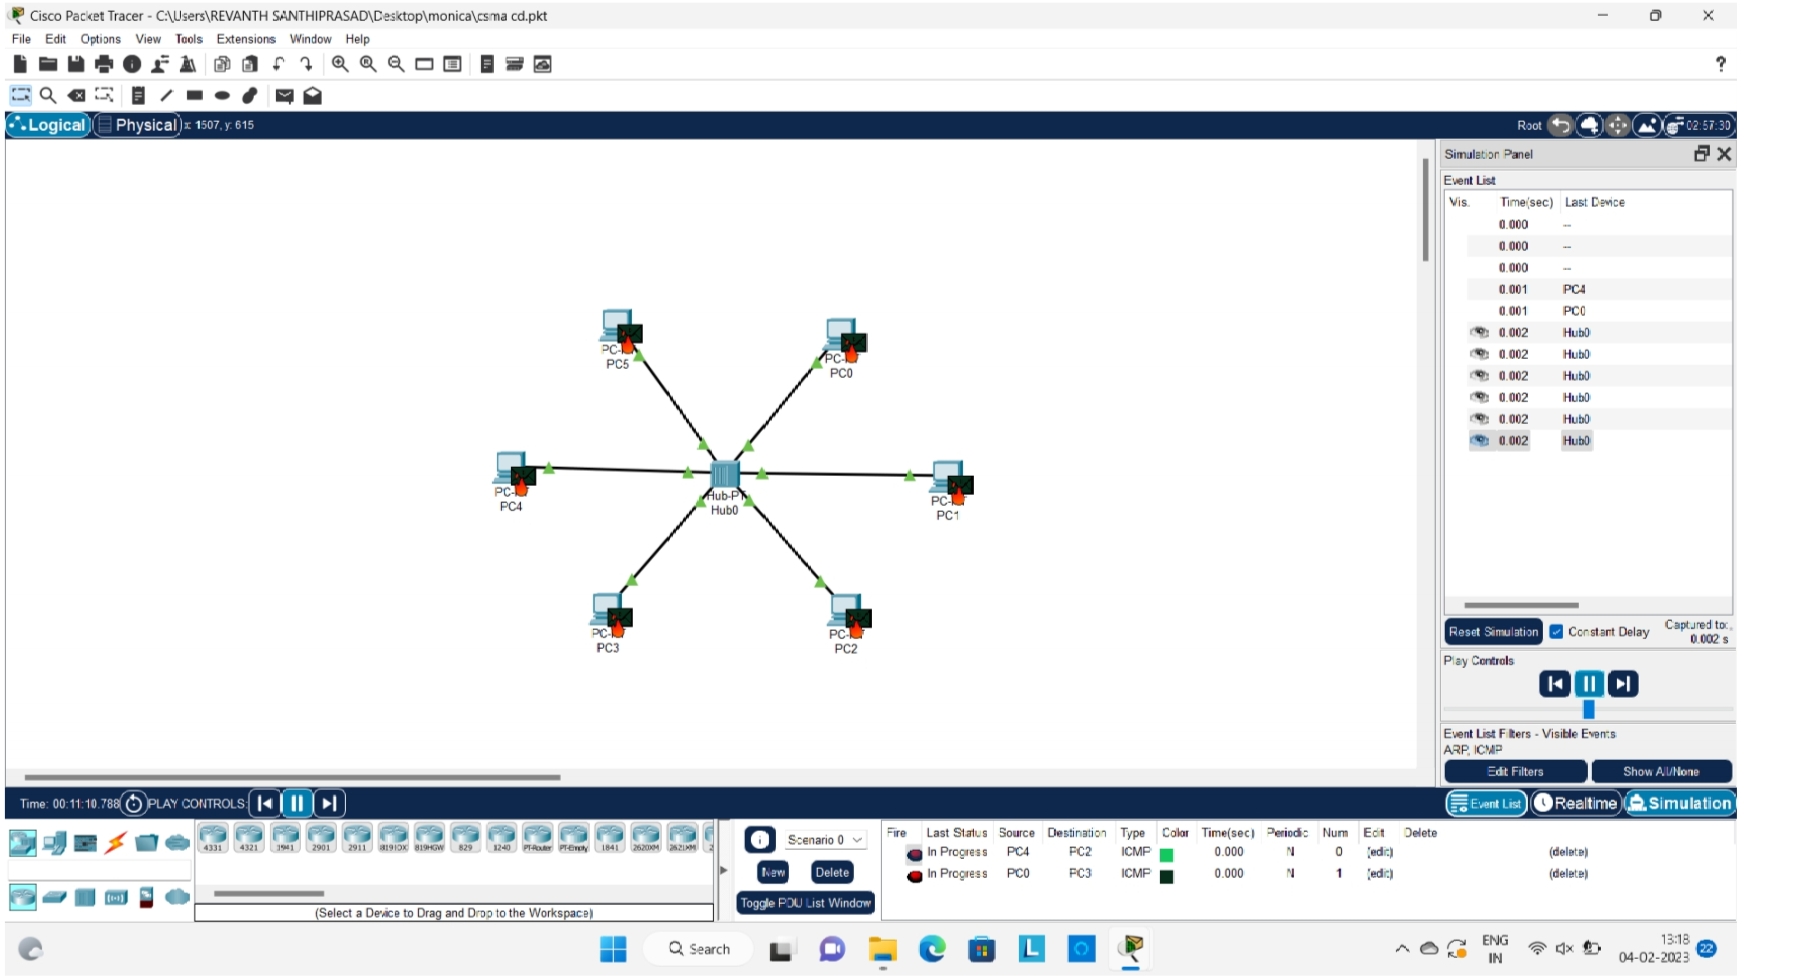 Cisco Packet Tracer - C:\Users\REVANTH SANTHIPRASAD\Desktop\monica\csma cd.pkt
File Edit Options View Tools Extensions Window Help
?
Logical Physical x: 1507, y: 615
Root 02:57:30
Simulation Panel
Event List
Vis. Time(sec) Last Device
0.000 --
0.000 --
0.000 --
0.001 PC4
0.001 PC0
0.002 Hub0
0.002 Hub0
0.002 Hub0
0.002 Hub0
0.002 Hub0
0.002 Hub0
PC5
PC0
PC4
Hub-PT
Hub0
PC1
PC3
PC2
Reset Simulation Constant Delay Captured to:
0.002 s
Play Controls
Event List Filters - Visible Events
ARP, ICMP
Edit Filters Show All/None
Time: 00:11:10.788 PLAY CONTROLS:
Event List Realtime Simulation
4331 4321 1941 2901 2911 819IOX 819HGW 829 1240 PT-Router PT-Empty 1841 2620XM 2621XM 2
(Select a Device to Drag and Drop to the Workspace)
Scenario 0
New Delete
Toggle PDU List Window
Fire Last Status Source Destination Type Color Time(sec) Periodic Num Edit Delete
In Progress PC4 PC2 ICMP 0.000 N 0 (edit) (delete)
In Progress PC0 PC3 ICMP 0.000 N 1 (edit) (delete)
Search
ENG
IN
13:18
04-02-2023
22